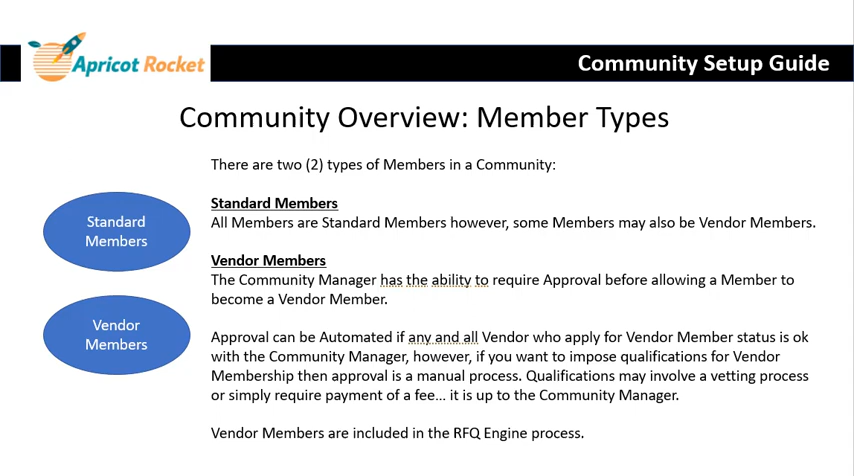 Apricot Rocket
Community Setup Guide
Community Overview: Member Types
There are two (2) types of Members in a Community:
Standard
Members
Standard Members
All Members are Standard Members however, some Members may also be Vendor Members.
Vendor Members
The Community Manager has the ability to require Approval before allowing a Member to
become a Vendor Member.
Vendor
Members
Approval can be Automated if any and all Vendor who apply for Vendor Member status is ok
with the Community Manager, however, if you want to impose qualifications for Vendor
Membership then approval is a manual process. Qualifications may involve a vetting process
or simply require payment of a fee... it is up to the Community Manager.
Vendor Members are included in the RFQ Engine process.